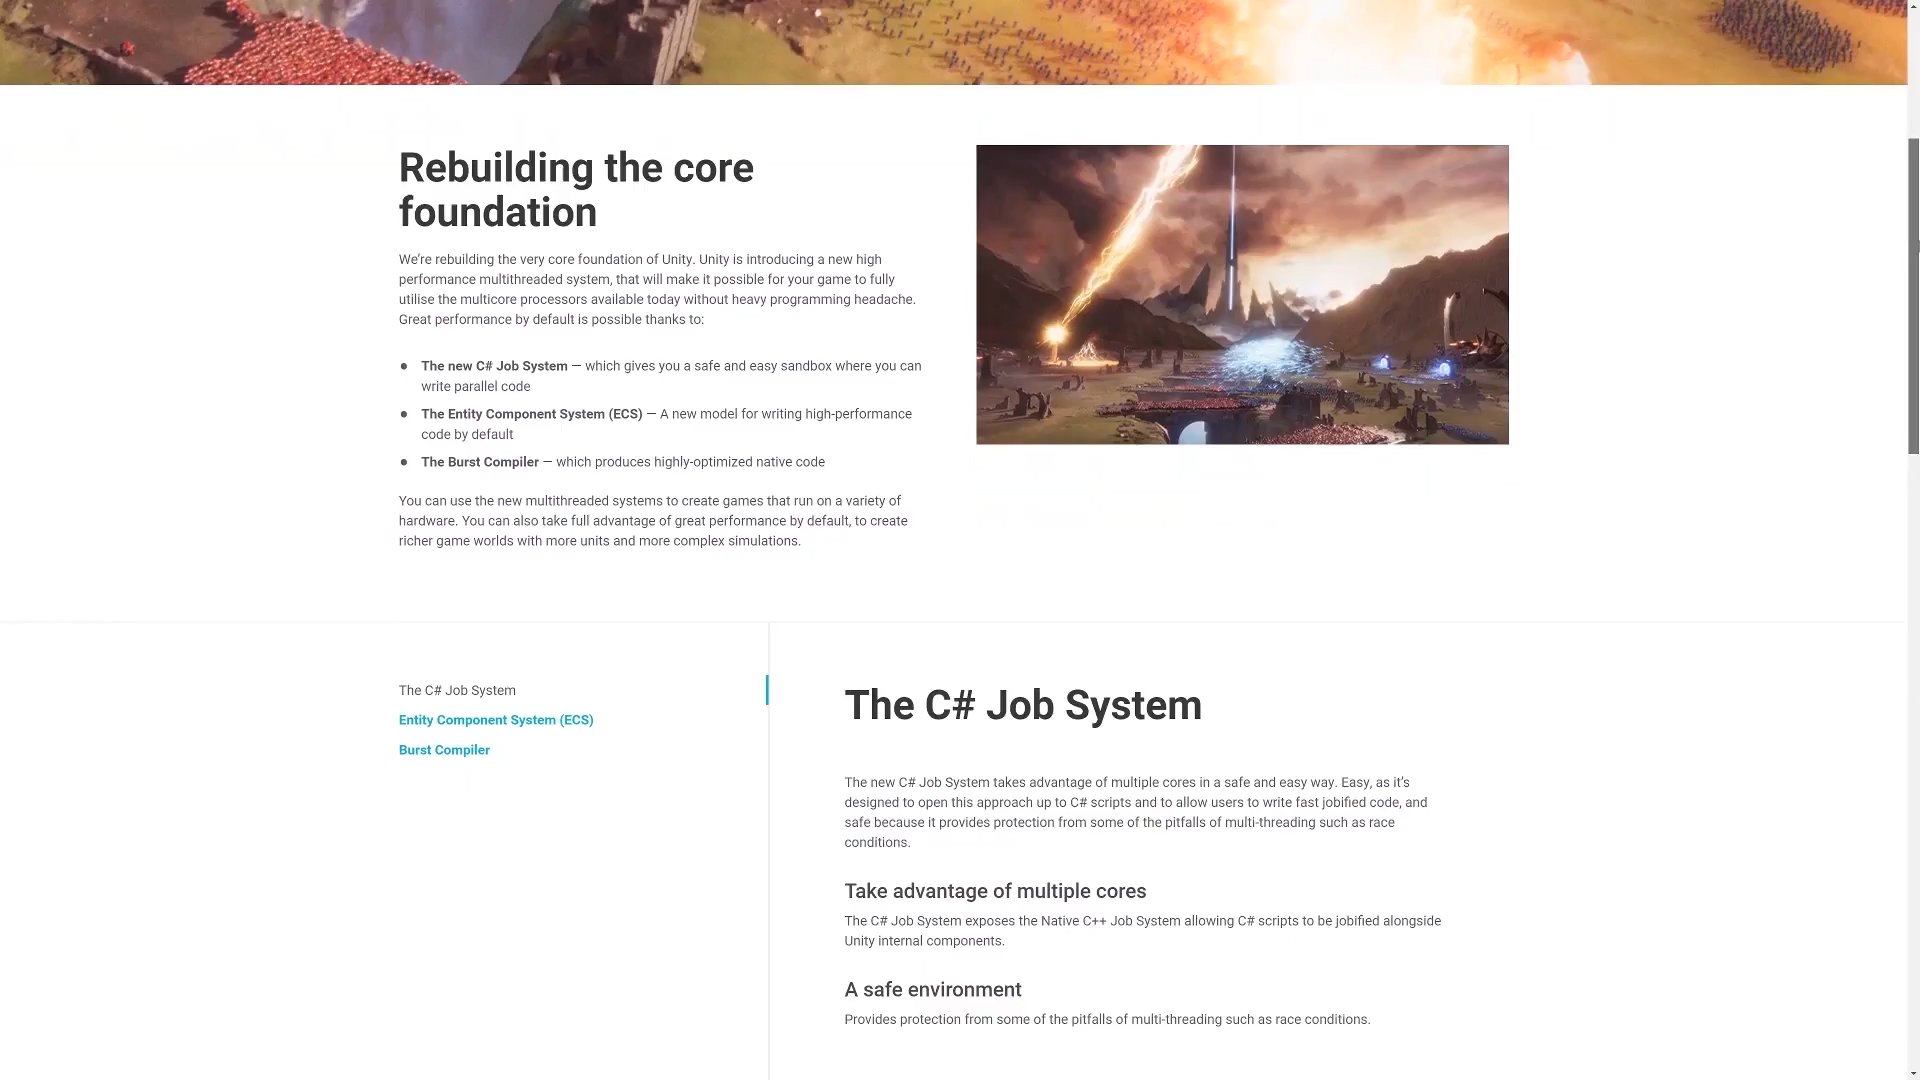 Rebuilding the core
foundation
We’re rebuilding the very core foundation of Unity. Unity is introducing a new high
performance multithreaded system, that will make it possible for your game to fully
utilise the multicore processors available today without heavy programming headache.
Great performance by default is possible thanks to:
● The new C# Job System — which gives you a safe and easy sandbox where you can
write parallel code
● The Entity Component System (ECS) — A new model for writing high-performance
code by default
● The Burst Compiler — which produces highly-optimized native code
You can use the new multithreaded systems to create games that run on a variety of
hardware. You can also take full advantage of great performance by default, to create
richer game worlds with more units and more complex simulations.
The C# Job System
Entity Component System (ECS)
Burst Compiler
The C# Job System
The new C# Job System takes advantage of multiple cores in a safe and easy way. Easy, as it’s
designed to open this approach up to C# scripts and to allow users to write fast jobified code, and
safe because it provides protection from some of the pitfalls of multi-threading such as race
conditions.
Take advantage of multiple cores
The C# Job System exposes the Native C++ Job System allowing C# scripts to be jobified alongside
Unity internal components.
A safe environment
Provides protection from some of the pitfalls of multi-threading such as race conditions.